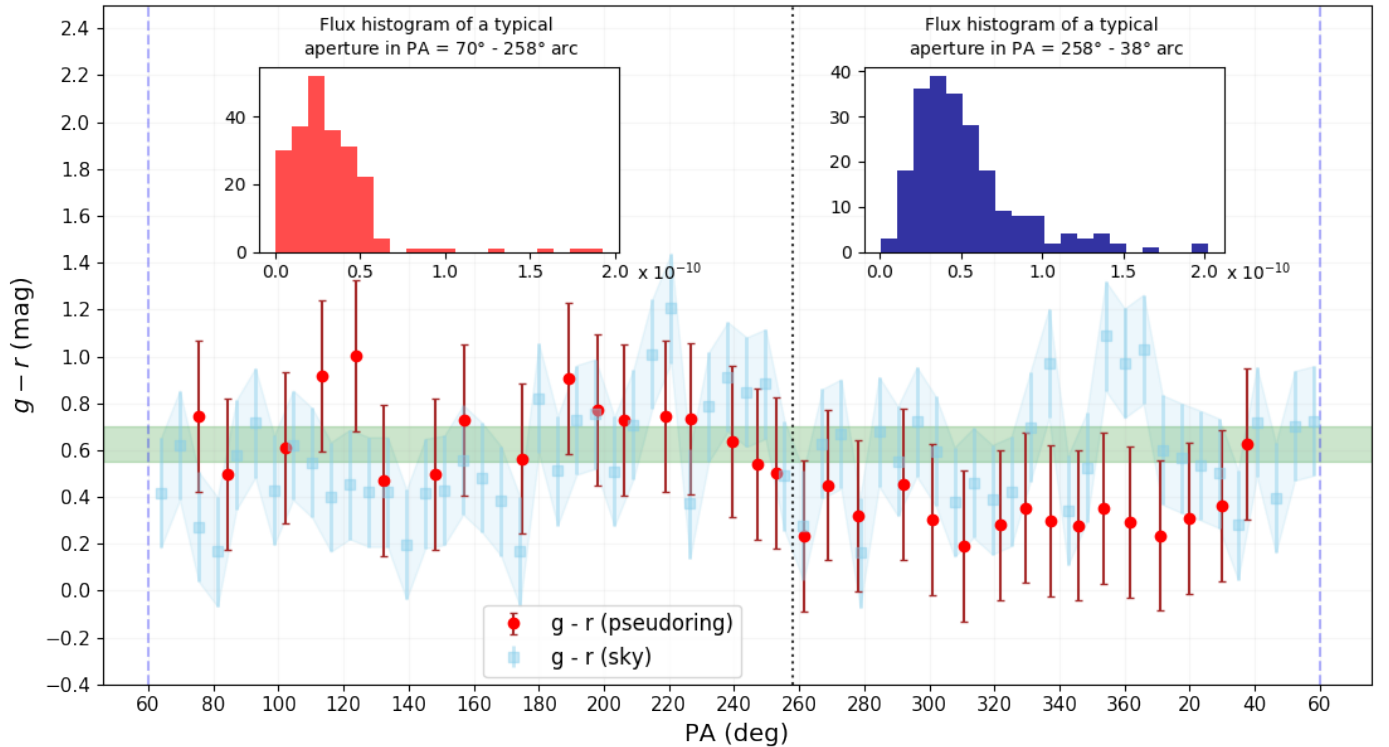 Flux histogram of a typical
aperture in PA = 70° - 258° arc
Flux histogram of a typical
aperture in PA = 258° - 38° arc
40
20
0
0.0 0.5 1.0 1.5 2.0 x 10⁻¹⁰
40
30
20
10
0
0.0 0.5 1.0 1.5 2.0 x 10⁻¹⁰
2.4
2.2
2.0
1.8
1.6
1.4
1.2
1.0
0.8
0.6
0.4
0.2
0.0
−0.2
−0.4
g − r (mag)
g - r (pseudoring)
g - r (sky)
60 80 100 120 140 160 180 200 220 240 260 280 300 320 340 360 20 40 60
PA (deg)